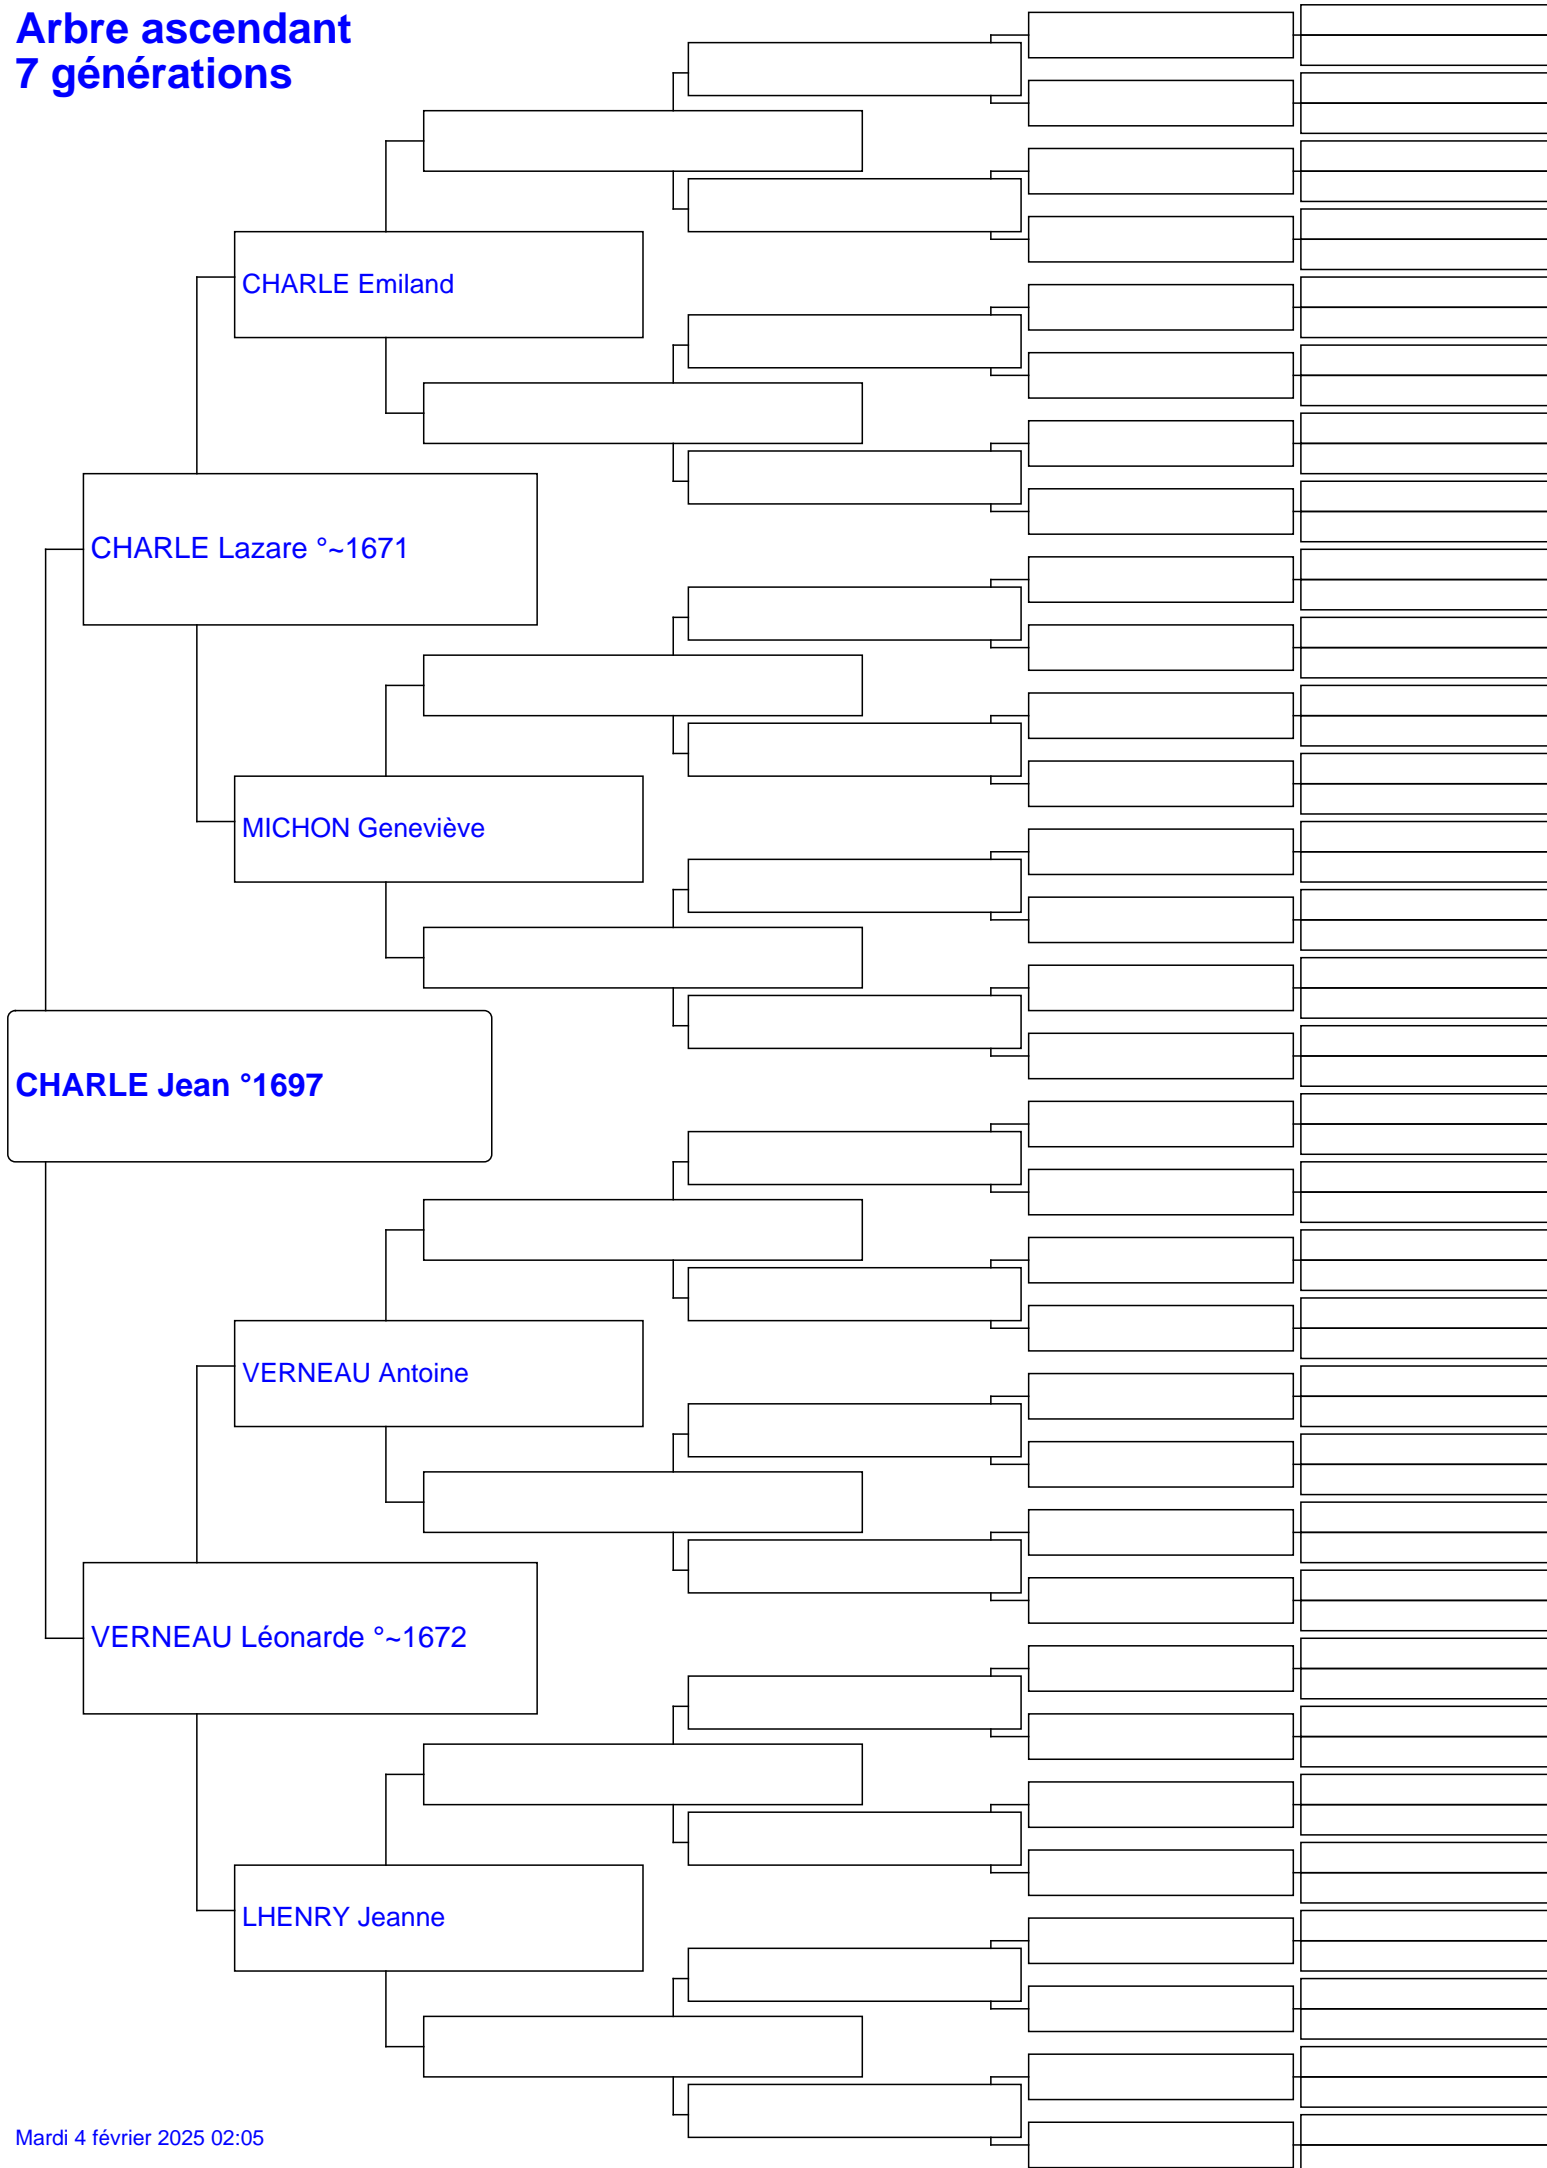 Arbre ascendant
7 générations
CHARLE Emiland
CHARLE Lazare °~1671
MICHON Geneviève
CHARLE Jean °1697
VERNEAU Antoine
VERNEAU Léonarde °~1672
LHENRY Jeanne
Mardi 4 février 2025 02:05